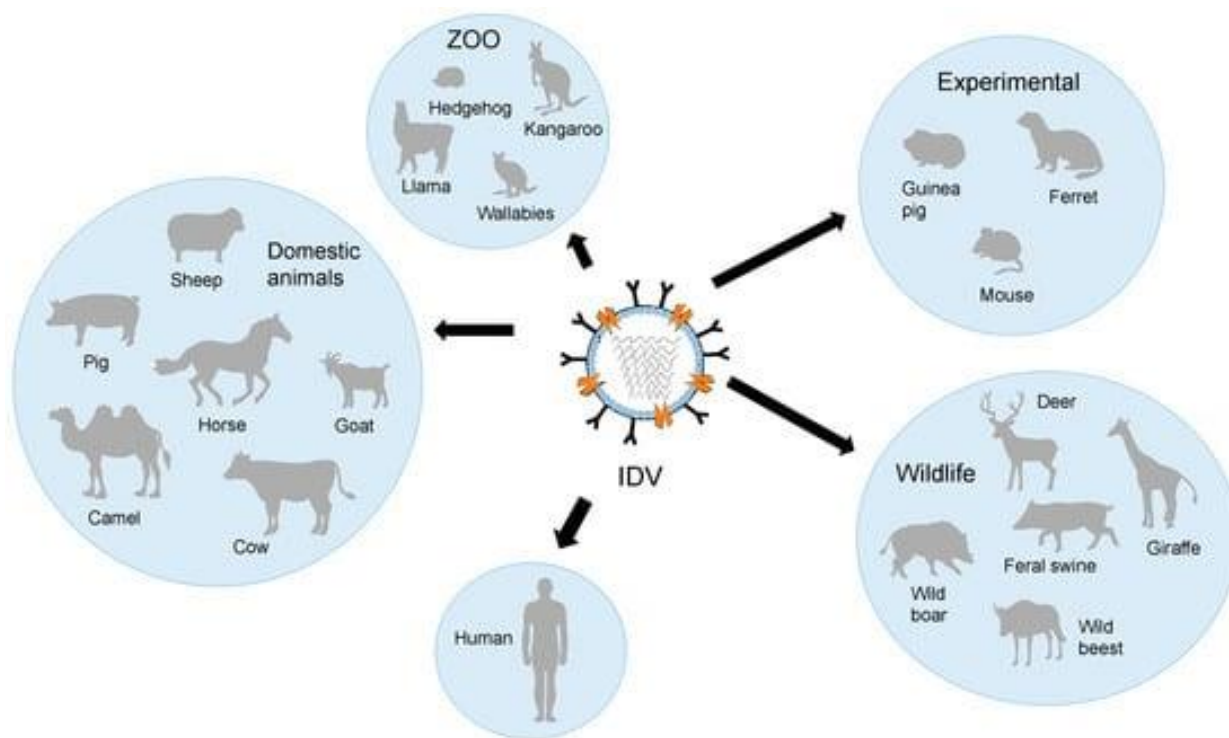 ZOO
Hedgehog
Kangaroo
Llama
Wallabies
Experimental
Guinea
pig
Ferret
Mouse
Domestic
animals
Sheep
Pig
Horse
Goat
Camel
Cow
IDV
Deer
Wildlife
Giraffe
Feral swine
Wild
boar
Wild
beest
Human